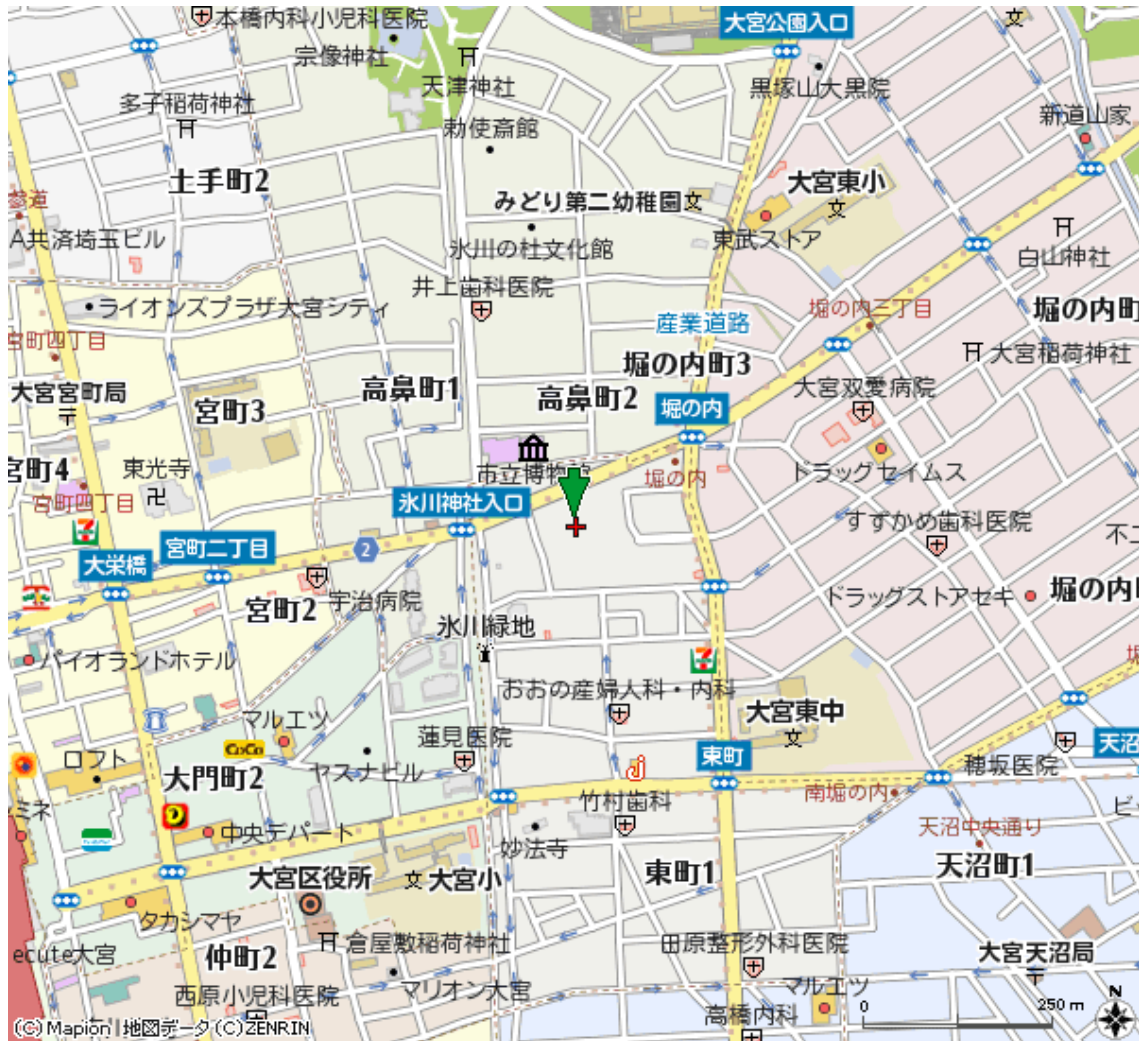 本橋内科小児科医院
大宮公園入口
文
宗像神社
天津神社
黒塚山大黒院
多子稲荷神社
新道山家
勅使斎館
土手町2
大宮東小
参道
みどり第二幼稚園
文
文
A共済埼玉ビル
氷川の杜文化館
東武ストア
白山神社
井上歯科医院
ライオンズプラザ大宮シティ
産業道路
堀の内三丁目
堀の内町
宮町四丁目
堀の内町3
大宮稲荷神社
大宮宮町局
高鼻町1
高鼻町2
大宮双愛病院
宮町3
堀の内
宮町4
東光寺
市立博物館
堀の内
ドラッグセイムス
宮町四丁目
氷川神社入口
すずかめ歯科医院
不二
大栄橋
宮町二丁目
2
宮町2
宇治病院
ドラッグストアセキ
堀の内町
氷川緑地
パイオランドホテル
7
おおの産婦人科・内科
大宮東中
マルエツ
蓮見医院
文
CoCo
ロフト
ヤスナビル
東町
天沼
穂坂医院
大門町2
竹村歯科
南堀の内
ルミネ
中央デパート
妙法寺
天沼中央通り
大宮区役所
文
大宮小
東町1
天沼町1
タカシマヤ
ecute大宮
仲町2
倉屋敷稲荷神社
田原整形外科医院
大宮天沼局
西原小児科医院
マリオン大宮
マルエツ
高橋内科
0
250 m
N
(C) Mapion 地図データ(C)ZENRIN